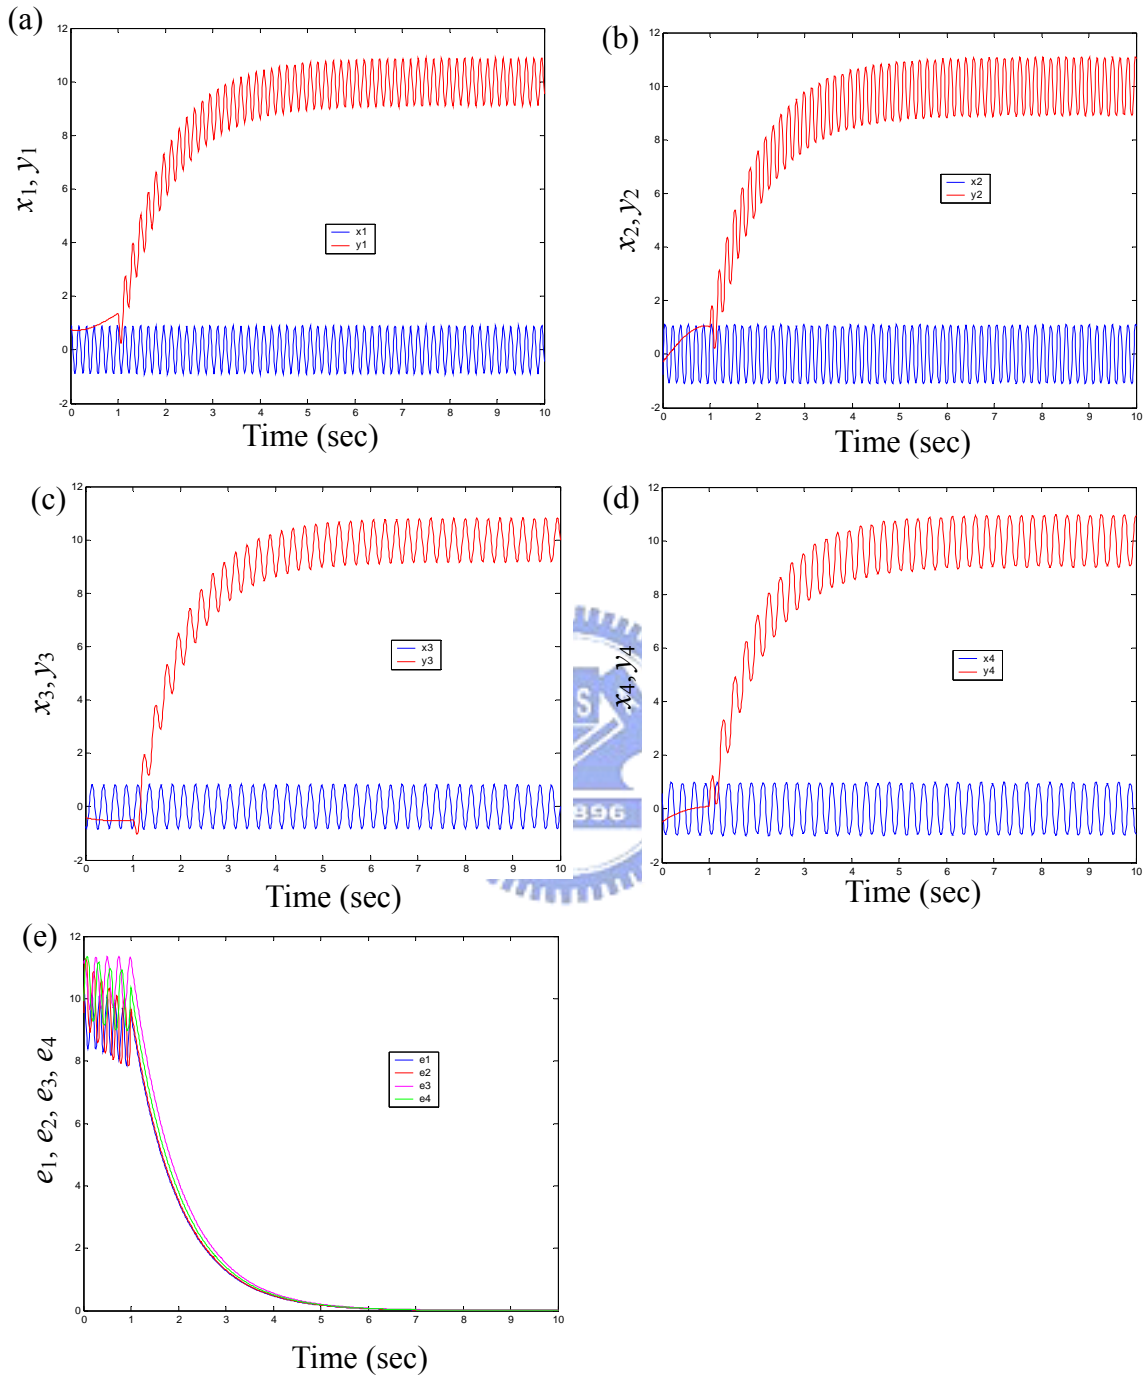 (a)
12
10
8
6
4
2
0
-2
x1, y1
x1
y1
0 1 2 3 4 5 6 7 8 9 10
Time (sec)
(b)
12
10
8
6
4
2
0
-2
x2, y2
x2
y2
0 1 2 3 4 5 6 7 8 9 10
Time (sec)
(c)
12
10
8
6
4
2
0
-2
x3, y3
x3
y3
0 1 2 3 4 5 6 7 8 9 10
Time (sec)
(d)
12
10
8
6
4
2
0
-2
x4, y4
x4
y4
0 1 2 3 4 5 6 7 8 9 10
Time (sec)
S
896
(e)
12
10
8
6
4
2
0
e1, e2, e3, e4
e1
e2
e3
e4
0 1 2 3 4 5 6 7 8 9 10
Time (sec)